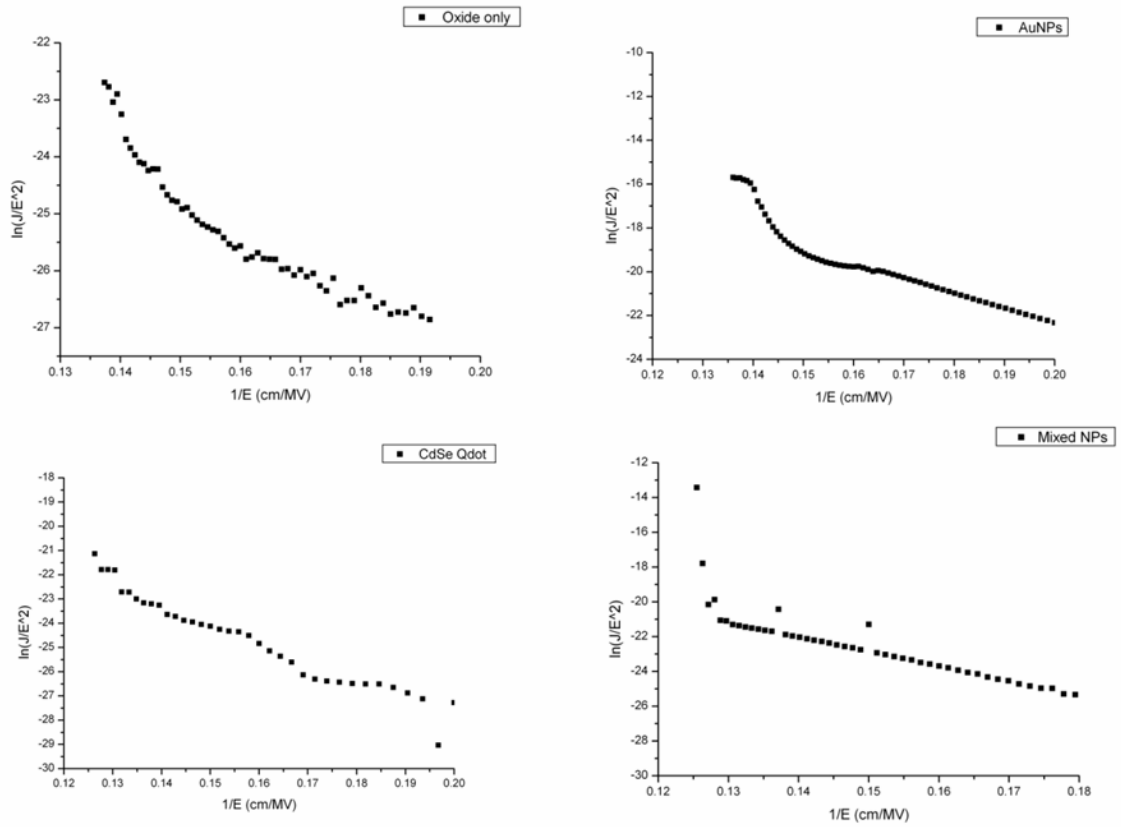 Oxide only
-22
-23
-24
-25
-26
-27
ln(J/E^2)
0.13 0.14 0.15 0.16 0.17 0.18 0.19 0.20
1/E (cm/MV)
AuNPs
-10
-12
-14
-16
-18
-20
-22
-24
ln(J/E^2)
0.12 0.13 0.14 0.15 0.16 0.17 0.18 0.19 0.20
1/E (cm/MV)
CdSe Qdot
-18
-19
-20
-21
-22
-23
-24
-25
-26
-27
-28
-29
-30
ln(J/E^2)
0.12 0.13 0.14 0.15 0.16 0.17 0.18 0.19 0.20
1/E (cm/MV)
Mixed NPs
-12
-14
-16
-18
-20
-22
-24
-26
-28
-30
ln(J/E^2)
0.12 0.13 0.14 0.15 0.16 0.17 0.18
1/E (cm/MV)